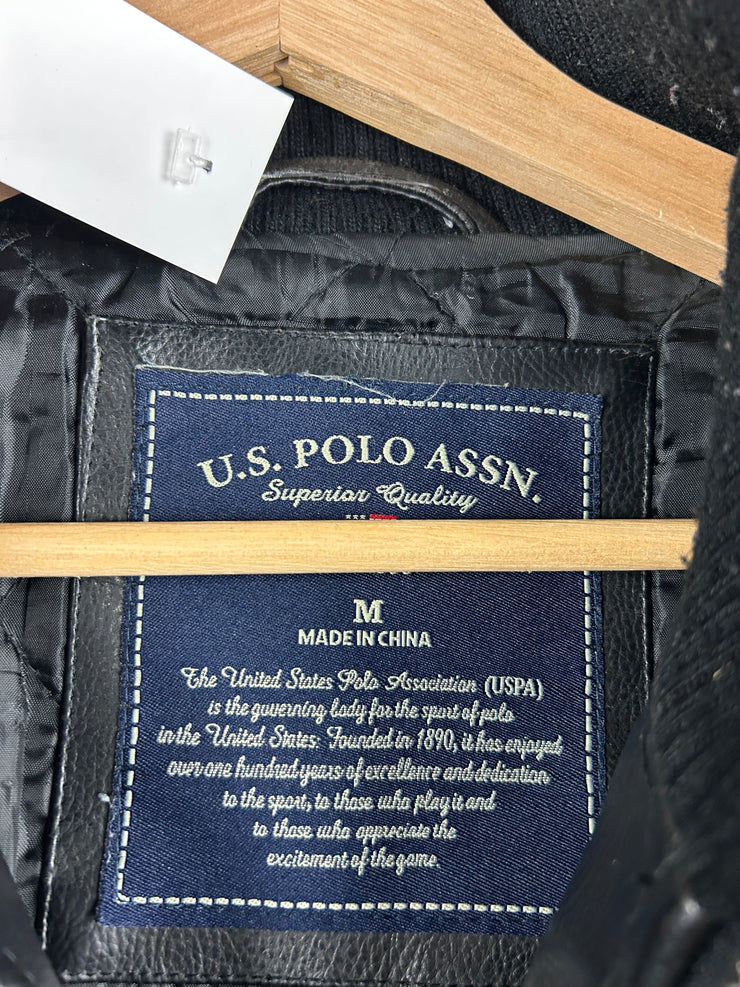 U.S. POLO ASSN.
Superior Quality
M
MADE IN CHINA
The United States Polo Association (USPA)
is the governing body for the sport of polo
in the United States: Founded in 1890, it has enjoyed
over one hundred years of excellence and dedication
to the sport, to those who play it and
to those who appreciate the
excitement of the game.